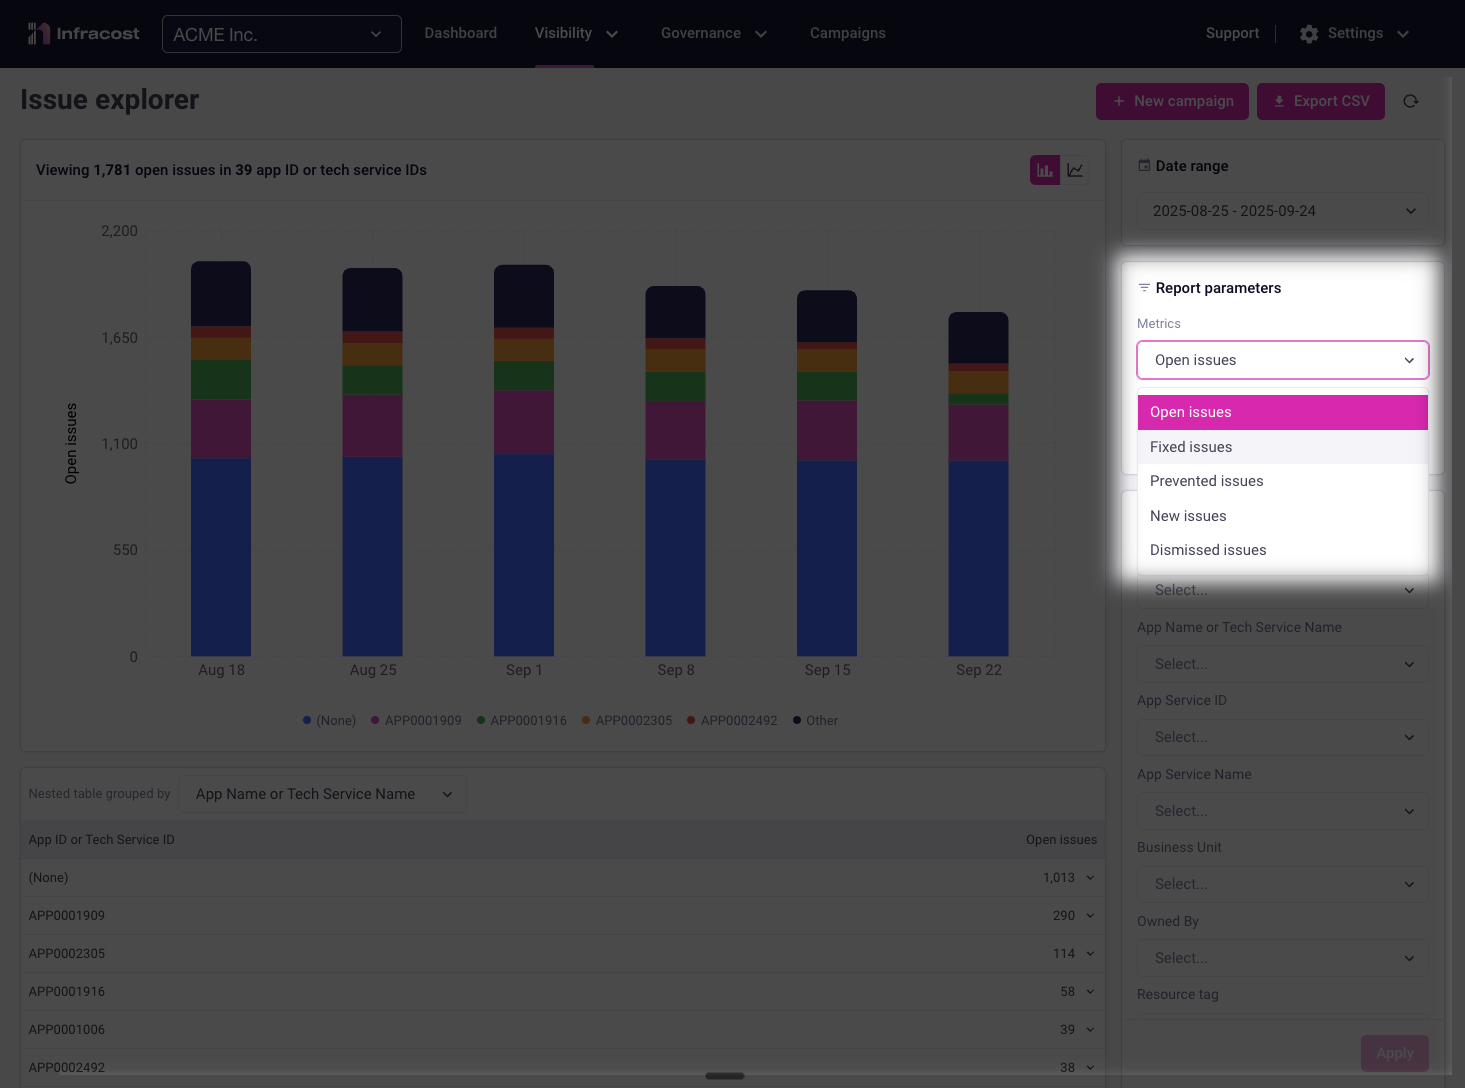 Infracost
ACME Inc.
Dashboard
Visibility
Governance
Campaigns
Support
Settings
Issue explorer
New campaign
Export CSV
Viewing 1,781 open issues in 39 app ID or tech service IDs
2,200
1,650
1,100
550
0
Open issues
Aug 18
Aug 25
Sep 1
Sep 8
Sep 15
Sep 22
(None)
APP0001909
APP0001916
APP0002305
APP0002492
Other
Nested table grouped by
App Name or Tech Service Name
App ID or Tech Service ID
Open issues
(None)
1,013
APP0001909
290
APP0002305
114
APP0001916
58
APP0001006
39
APP0002492
38
Date range
2025-08-25 - 2025-09-24
Report parameters
Metrics
Open issues
Open issues
Fixed issues
Prevented issues
New issues
Dismissed issues
Select...
App Name or Tech Service Name
Select...
App Service ID
Select...
App Service Name
Select...
Business Unit
Select...
Owned By
Select...
Resource tag
Apply